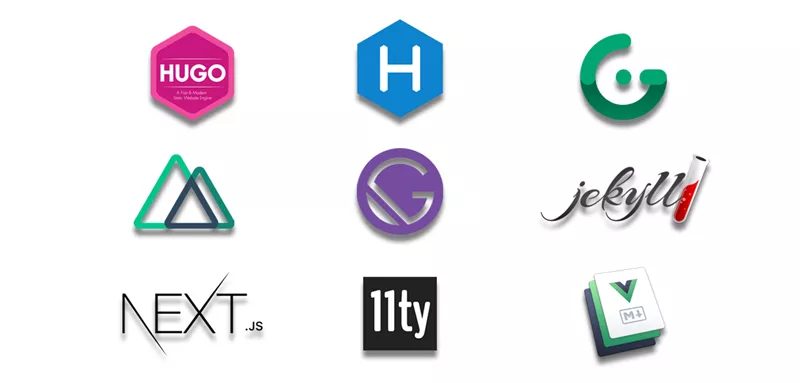 HUGO
A Fast & Modern
Static Website Engine
H
G
jekyll
NEXT.JS
11ty
M↓